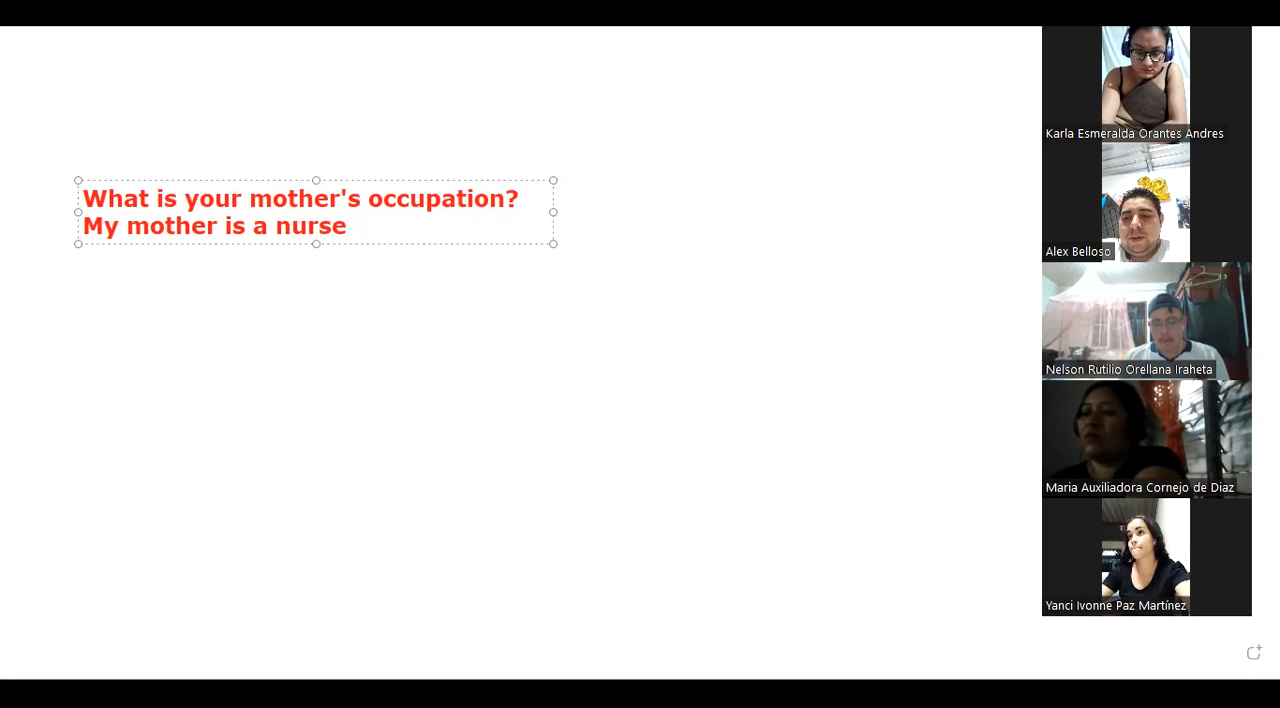 What is your mother's occupation?
My mother is a nurse
Karla Esmeralda Orantes Andres
Alex Belloso
Nelson Rutilio Orellana Iraheta
Maria Auxiliadora Cornejo de Diaz
Yanci Ivonne Paz Martínez